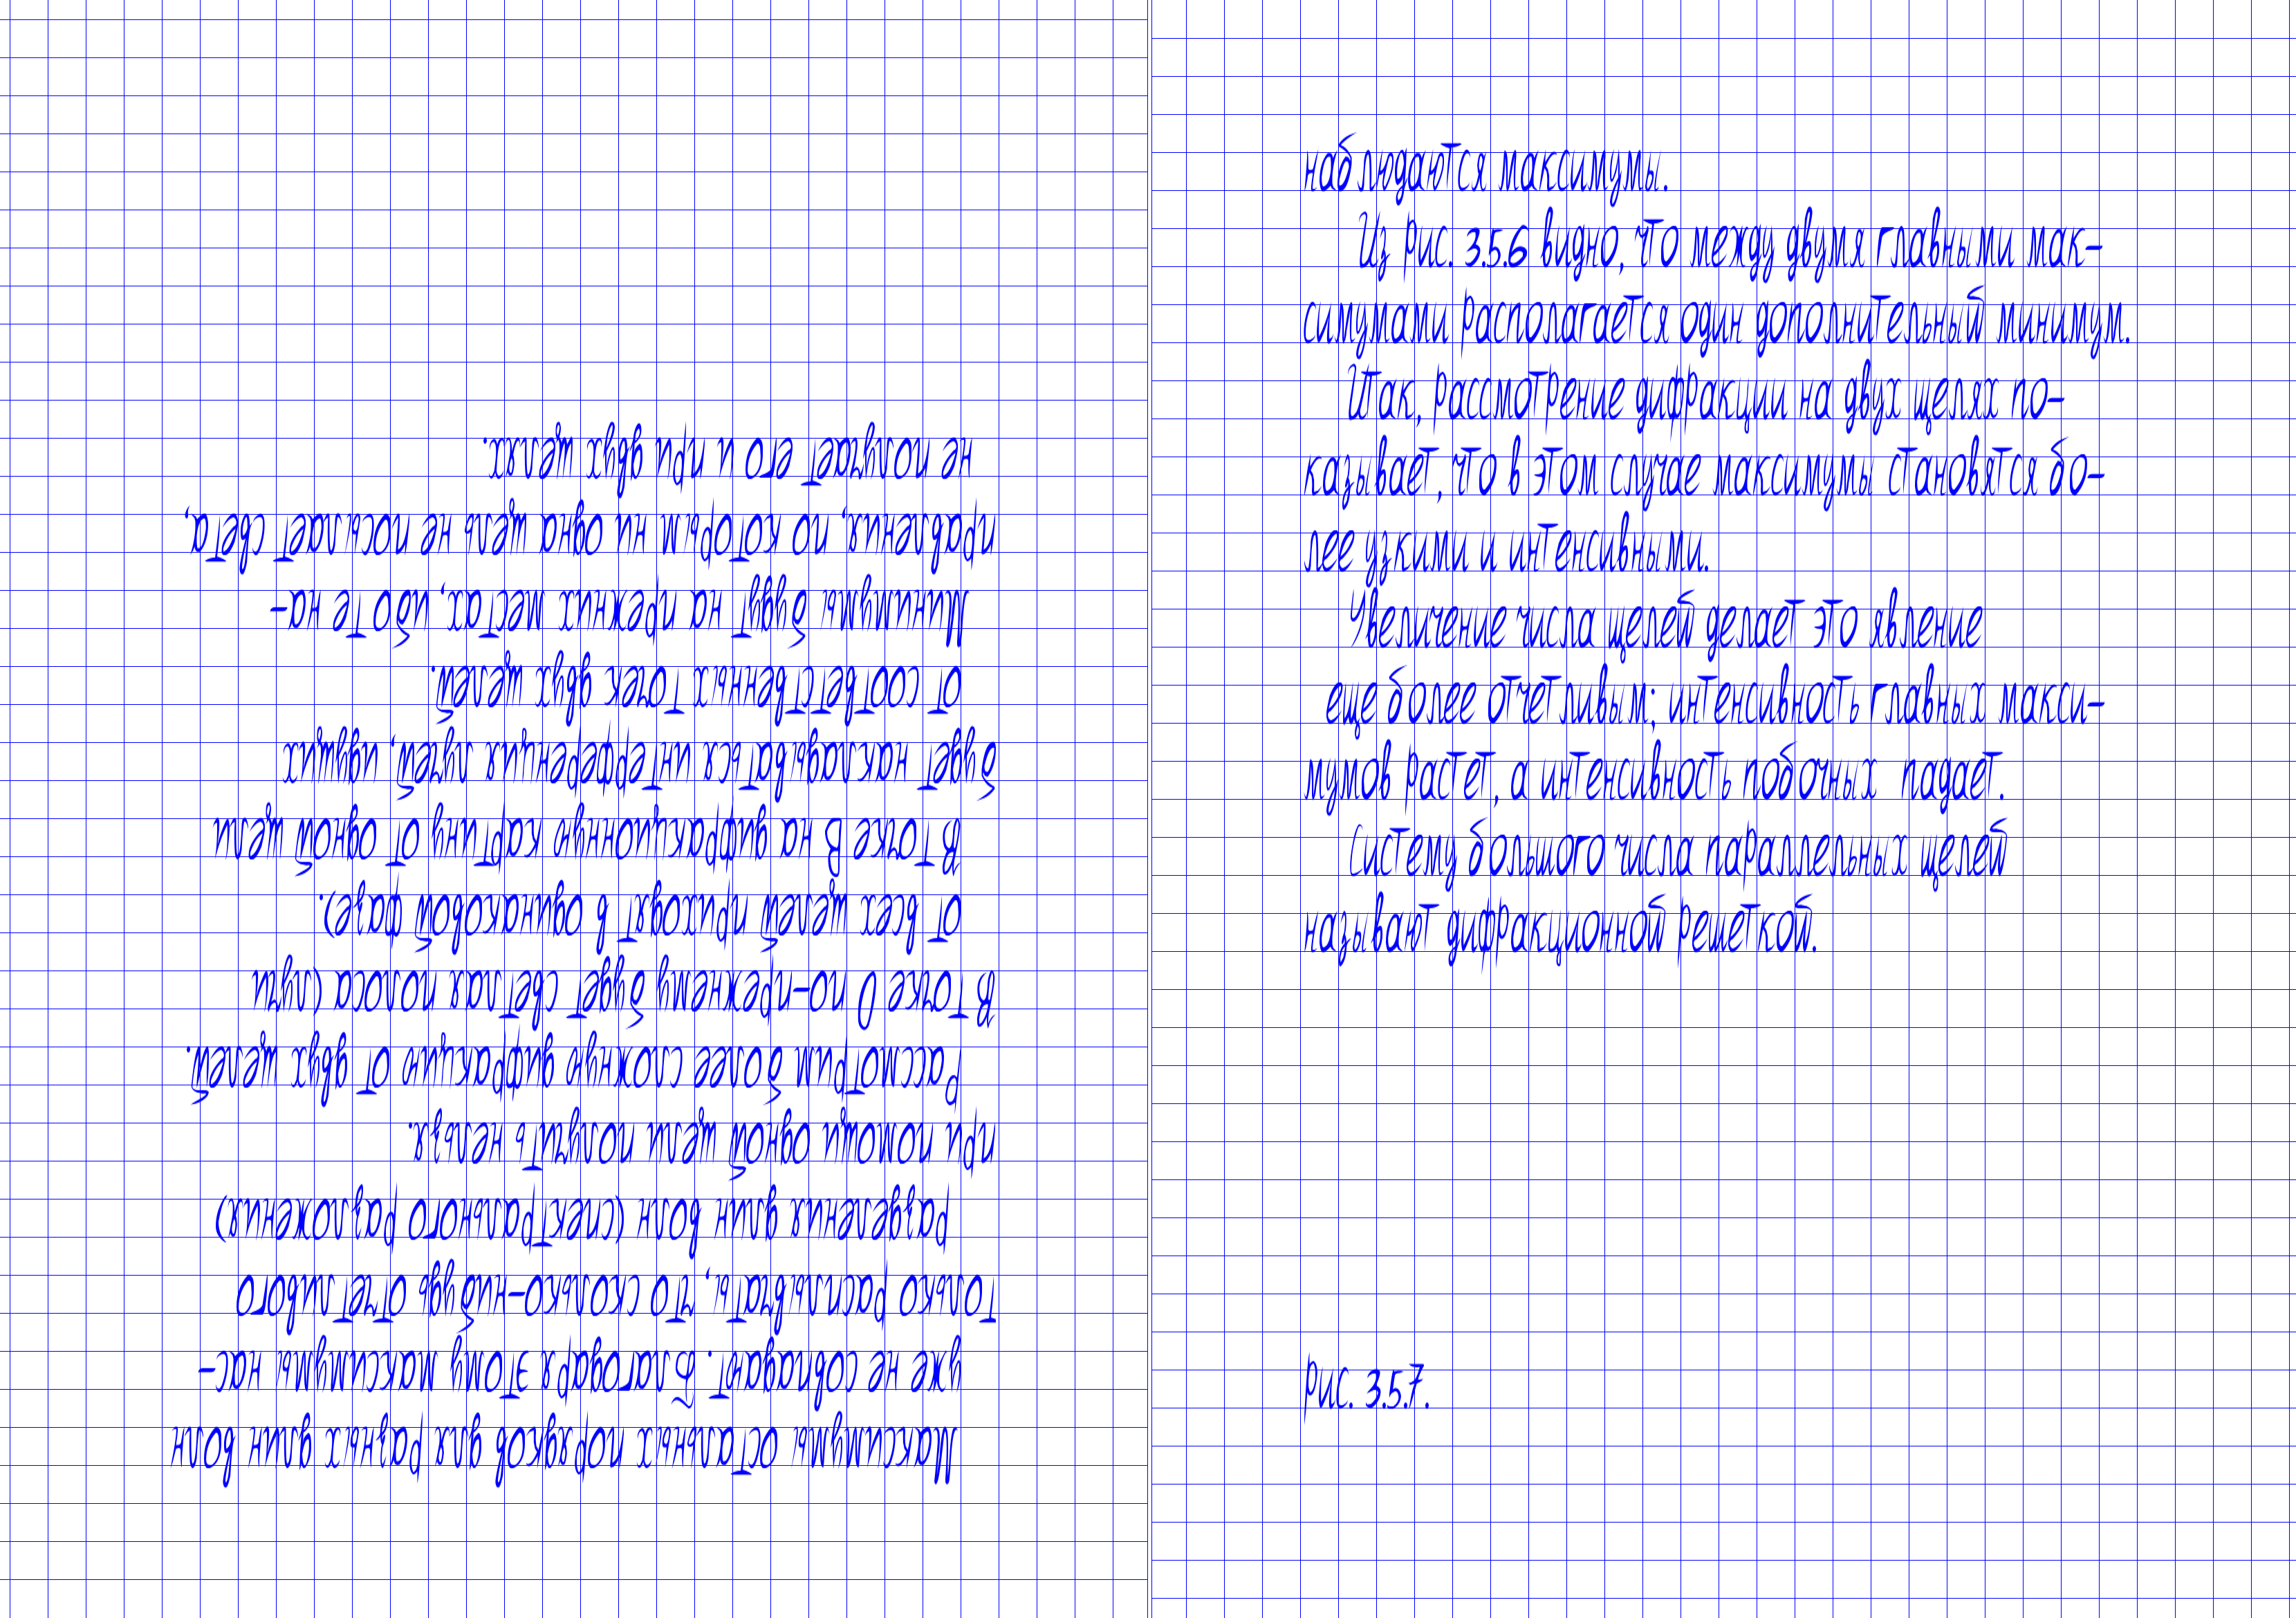 Максимумы остальных порядков для разных длин волн
уже не совпадают. Благодаря этому максимумы нас-
только расплывчаты, что сколько-нибудь отчетливого
разделения длин волн (спектрального разложения)
при помощи одной щели получить нельзя.
Рассмотрим более сложную дифракцию от двух щелей.
В точке О по-прежнему будет светлая полоса (лучи
от всех щелей приходят в одинаковой фазе).
В точке В на дифракционную картину от одной щели
будет накладываться интерференция лучей, идущих
от соответственных точек двух щелей.
Минимумы будут на прежних местах, ибо те на-
правления, по которым ни одна щель не посылает света,
не получает его и при двух щелях.
наблюдаются максимумы.
Из рис. 3.5.6 видно, что между двумя главными мак-
симумами располагается один дополнительный минимум.
Итак, рассмотрение дифракции на двух щелях по-
казывает, что в этом случае максимумы становятся бо-
лее узкими и интенсивными.
Увеличение числа щелей делает это явление
еще более отчетливым; интенсивность главных макси-
мумов растет, а интенсивность побочных падает.
Систему большого числа параллельных щелей
называют дифракционной решеткой.
рис. 3.5.7.